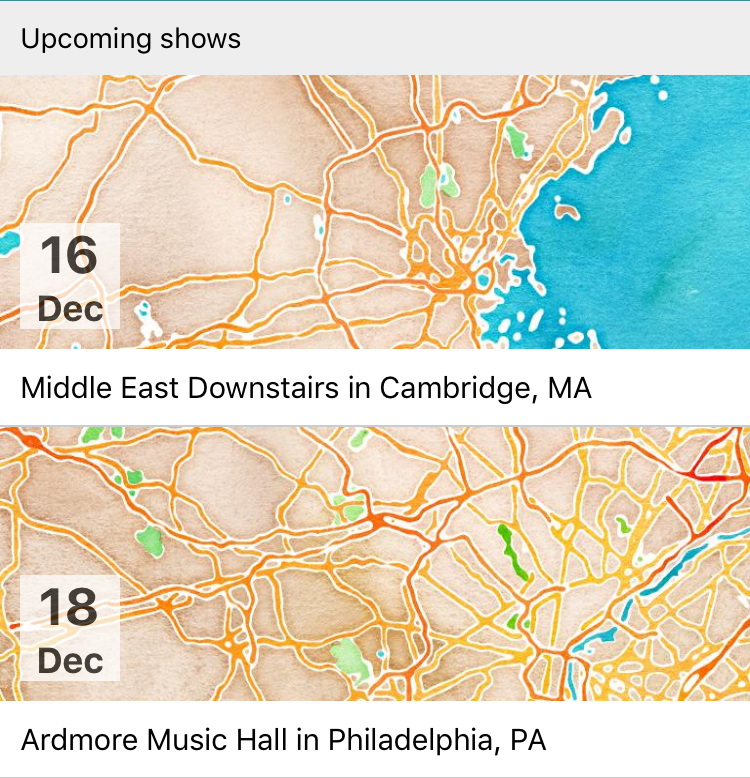 Upcoming shows
16
Dec
Middle East Downstairs in Cambridge, MA
18
Dec
Ardmore Music Hall in Philadelphia, PA